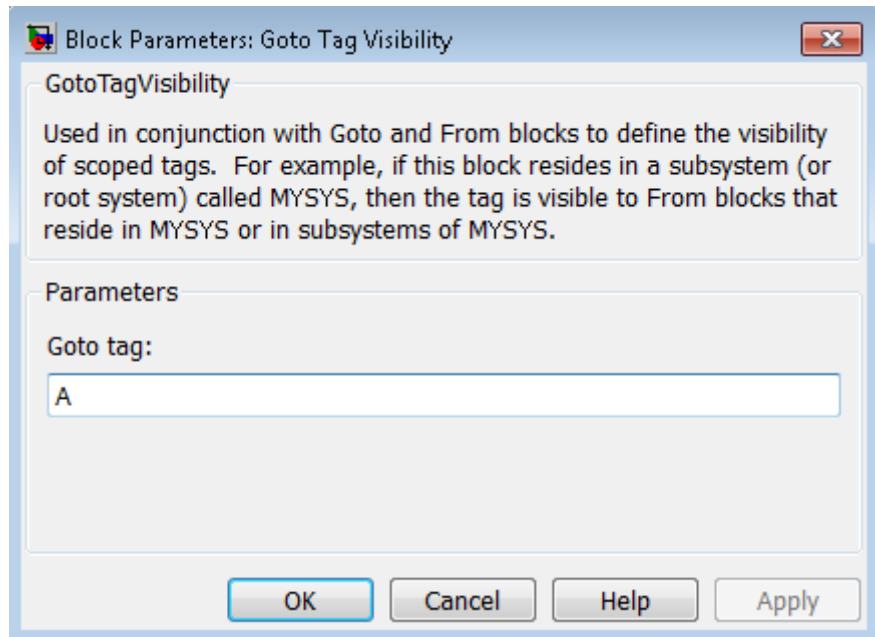 Block Parameters: Goto Tag Visibility
GotoTagVisibility
Used in conjunction with Goto and From blocks to define the visibility
of scoped tags.  For example, if this block resides in a subsystem (or
root system) called MYSYS, then the tag is visible to From blocks that
reside in MYSYS or in subsystems of MYSYS.
Parameters
Goto tag:
A
OK Cancel Help Apply